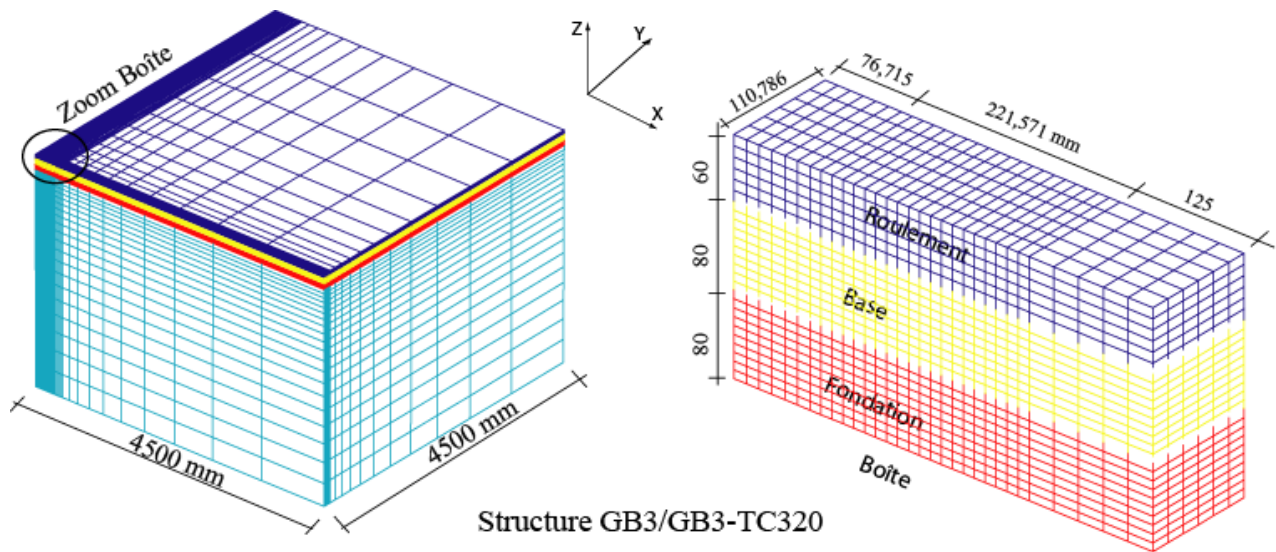 Zoom Boîte
Z
Y
X
4500 mm
4500 mm
110,786
76,715
221,571 mm
125
60
80
80
Roulement
Base
Fondation
Boîte
Structure GB3/GB3-TC320